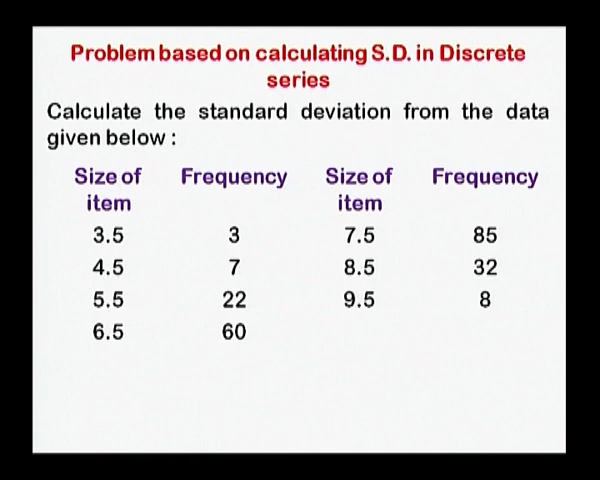 Problem based on calculating S.D. in Discrete
series
Calculate the standard deviation from the data
given below :
Size of item Frequency Size of item Frequency
3.5 3 7.5 85
4.5 7 8.5 32
5.5 22 9.5 8
6.5 60